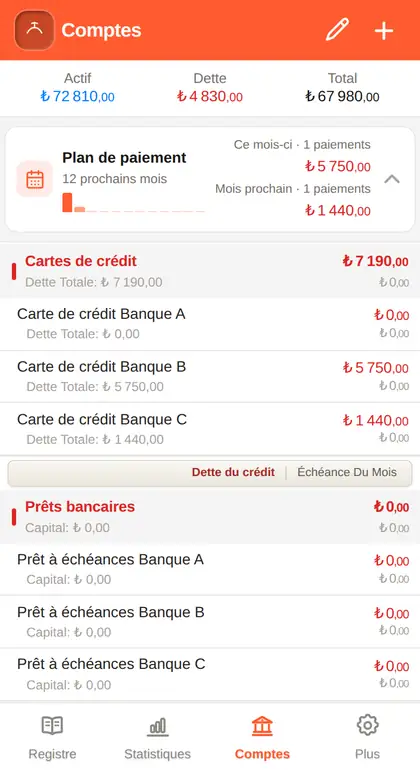 Comptes
Actif
₺ 72 810,00
Dette
₺ 4 830,00
Total
₺ 67 980,00
Plan de paiement
12 prochains mois
Ce mois-ci · 1 paiements
₺ 5 750,00
Mois prochain · 1 paiements
₺ 1 440,00
Cartes de crédit
₺ 7 190,00
Dette Totale: ₺ 7 190,00
₺ 0,00
Carte de crédit Banque A
₺ 0,00
Dette Totale: ₺ 0,00
₺ 0,00
Carte de crédit Banque B
₺ 5 750,00
Dette Totale: ₺ 5 750,00
₺ 0,00
Carte de crédit Banque C
₺ 1 440,00
Dette Totale: ₺ 1 440,00
₺ 0,00
Dette du crédit
Échéance Du Mois
Prêts bancaires
₺ 0,00
Capital: ₺ 0,00
₺ 0,00
Prêt à échéances Banque A
₺ 0,00
Capital: ₺ 0,00
₺ 0,00
Prêt à échéances Banque B
₺ 0,00
Capital: ₺ 0,00
₺ 0,00
Prêt à échéances Banque C
₺ 0,00
Capital: ₺ 0,00
₺ 0,00
Registre
Statistiques
Comptes
Plus